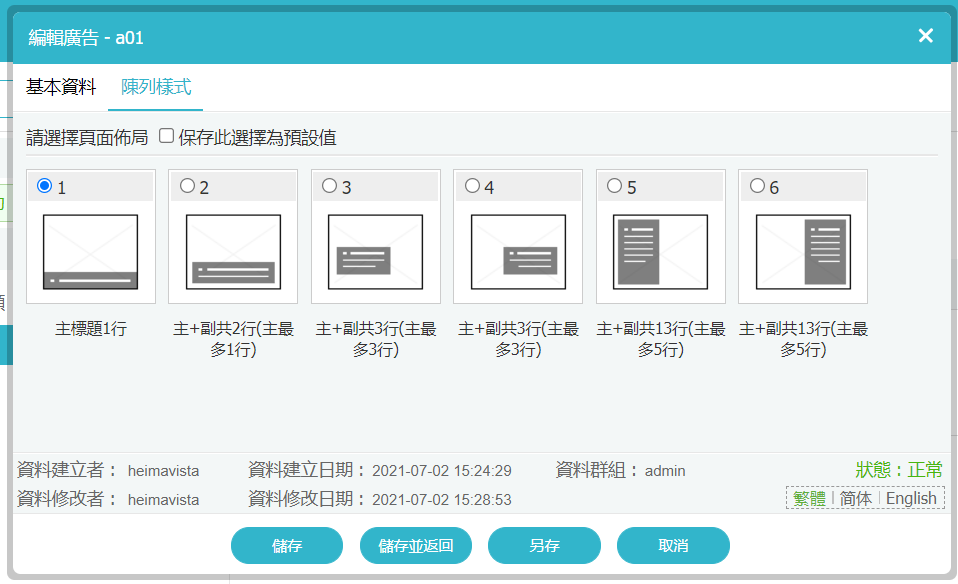 編輯廣告 - a01
基本資料 陳列樣式
請選擇頁面佈局 保存此選擇為預設值
1 2 3 4 5 6
主標題1行 主+副共2行(主最多1行) 主+副共3行(主最多3行) 主+副共3行(主最多3行) 主+副共13行(主最多5行) 主+副共13行(主最多5行)
資料建立者： heimavista 資料建立日期： 2021-07-02 15:24:29 資料群組： admin 狀態：正常
資料修改者： heimavista 資料修改日期： 2021-07-02 15:28:53 繁體 | 简体 | English
儲存 儲存並返回 另存 取消